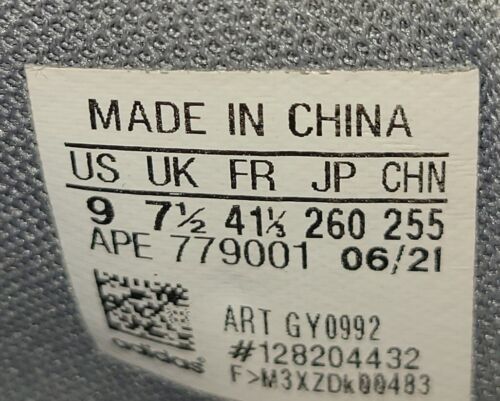 MADE IN CHINA
US UK FR JP CHN
9 7½ 41⅓ 260 255
APE 779001 06/21
ART GY0992
adidas
#128204432
F>M3XZDk00483